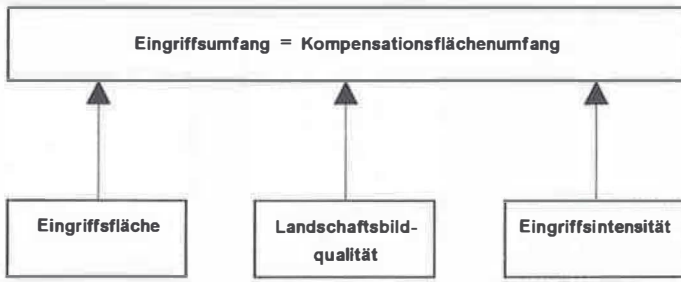 Eingriffsumfang = Kompensationsflächenumfang
Eingriffsfläche
Landschaftsbild-
qualität
Eingriffsintensität